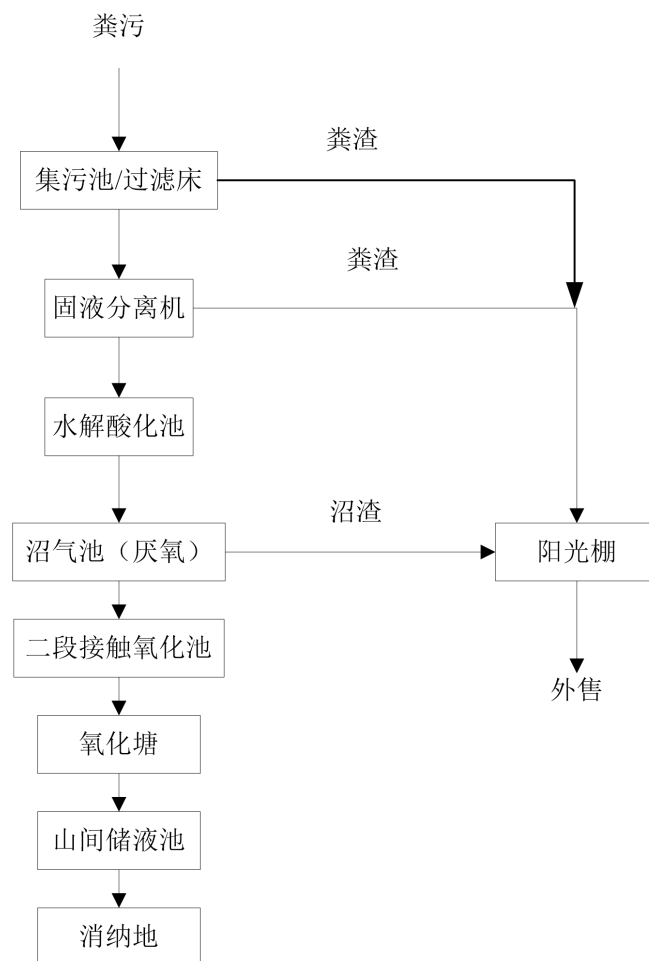 粪污
粪渣
集污池/过滤床
粪渣
固液分离机
水解酸化池
沼渣
沼气池（厌氧）
阳光棚
二段接触氧化池
外售
氧化塘
山间储液池
消纳地